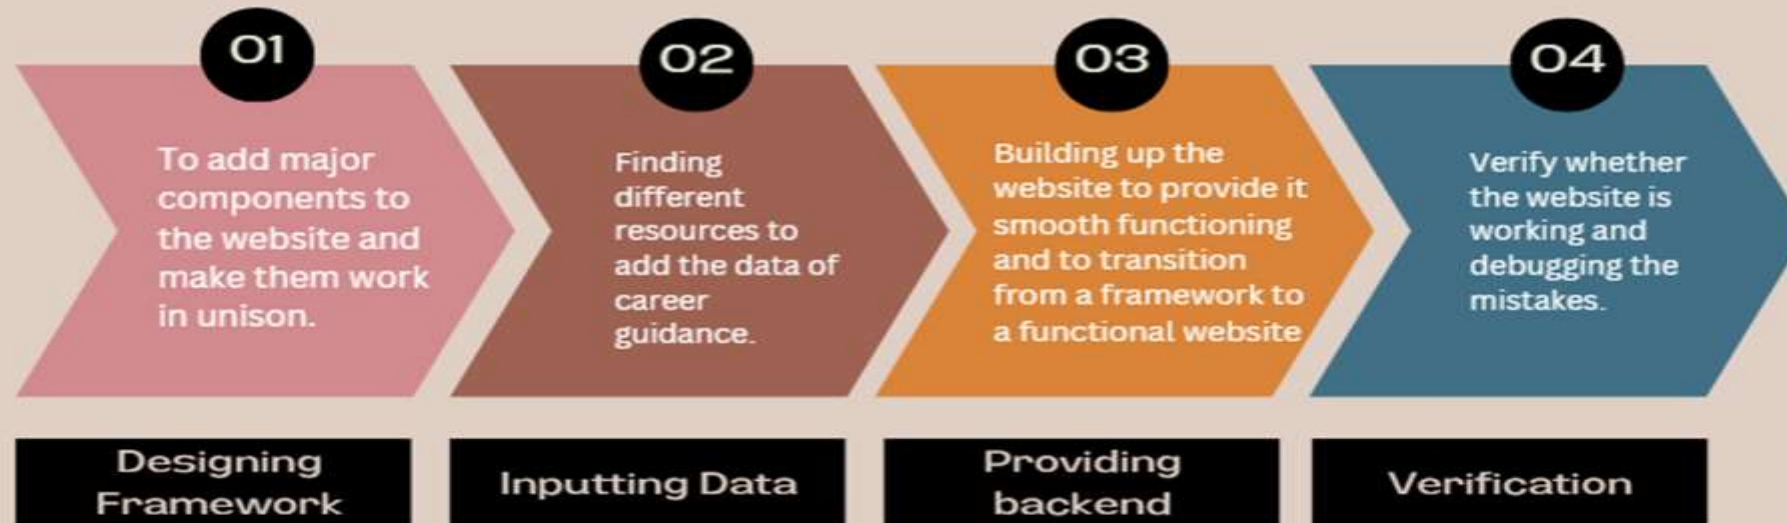 01
To add major
components to
the website and
make them work
in unison.
02
Finding
different
resources to
add the data of
career
guidance.
03
Building up the
website to provide it
smooth functioning
and to transition
from a framework to
a functional website
04
Verify whether
the website is
working and
debugging the
mistakes.
Designing
Framework
Inputting Data
Providing
backend
Verification